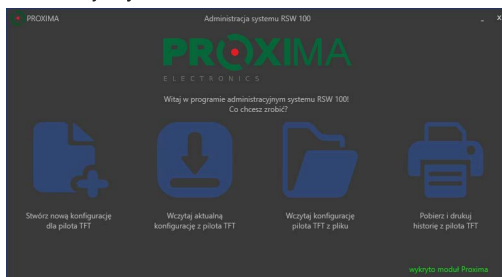 PROXIMA
Administracja systemu RSW 100
PROXIMA
ELECTRONICS
Witaj w programie administracyjnym systemu RSW 100!
Co chcesz zrobić?
Stwórz nową konfigurację
dla pilota TFT
Wczytaj aktualną
konfigurację z pilota TFT
Wczytaj konfigurację
pilota TFT z pliku
Pobierz i drukuj
historię z pilota TFT
wykryto moduł Proxima